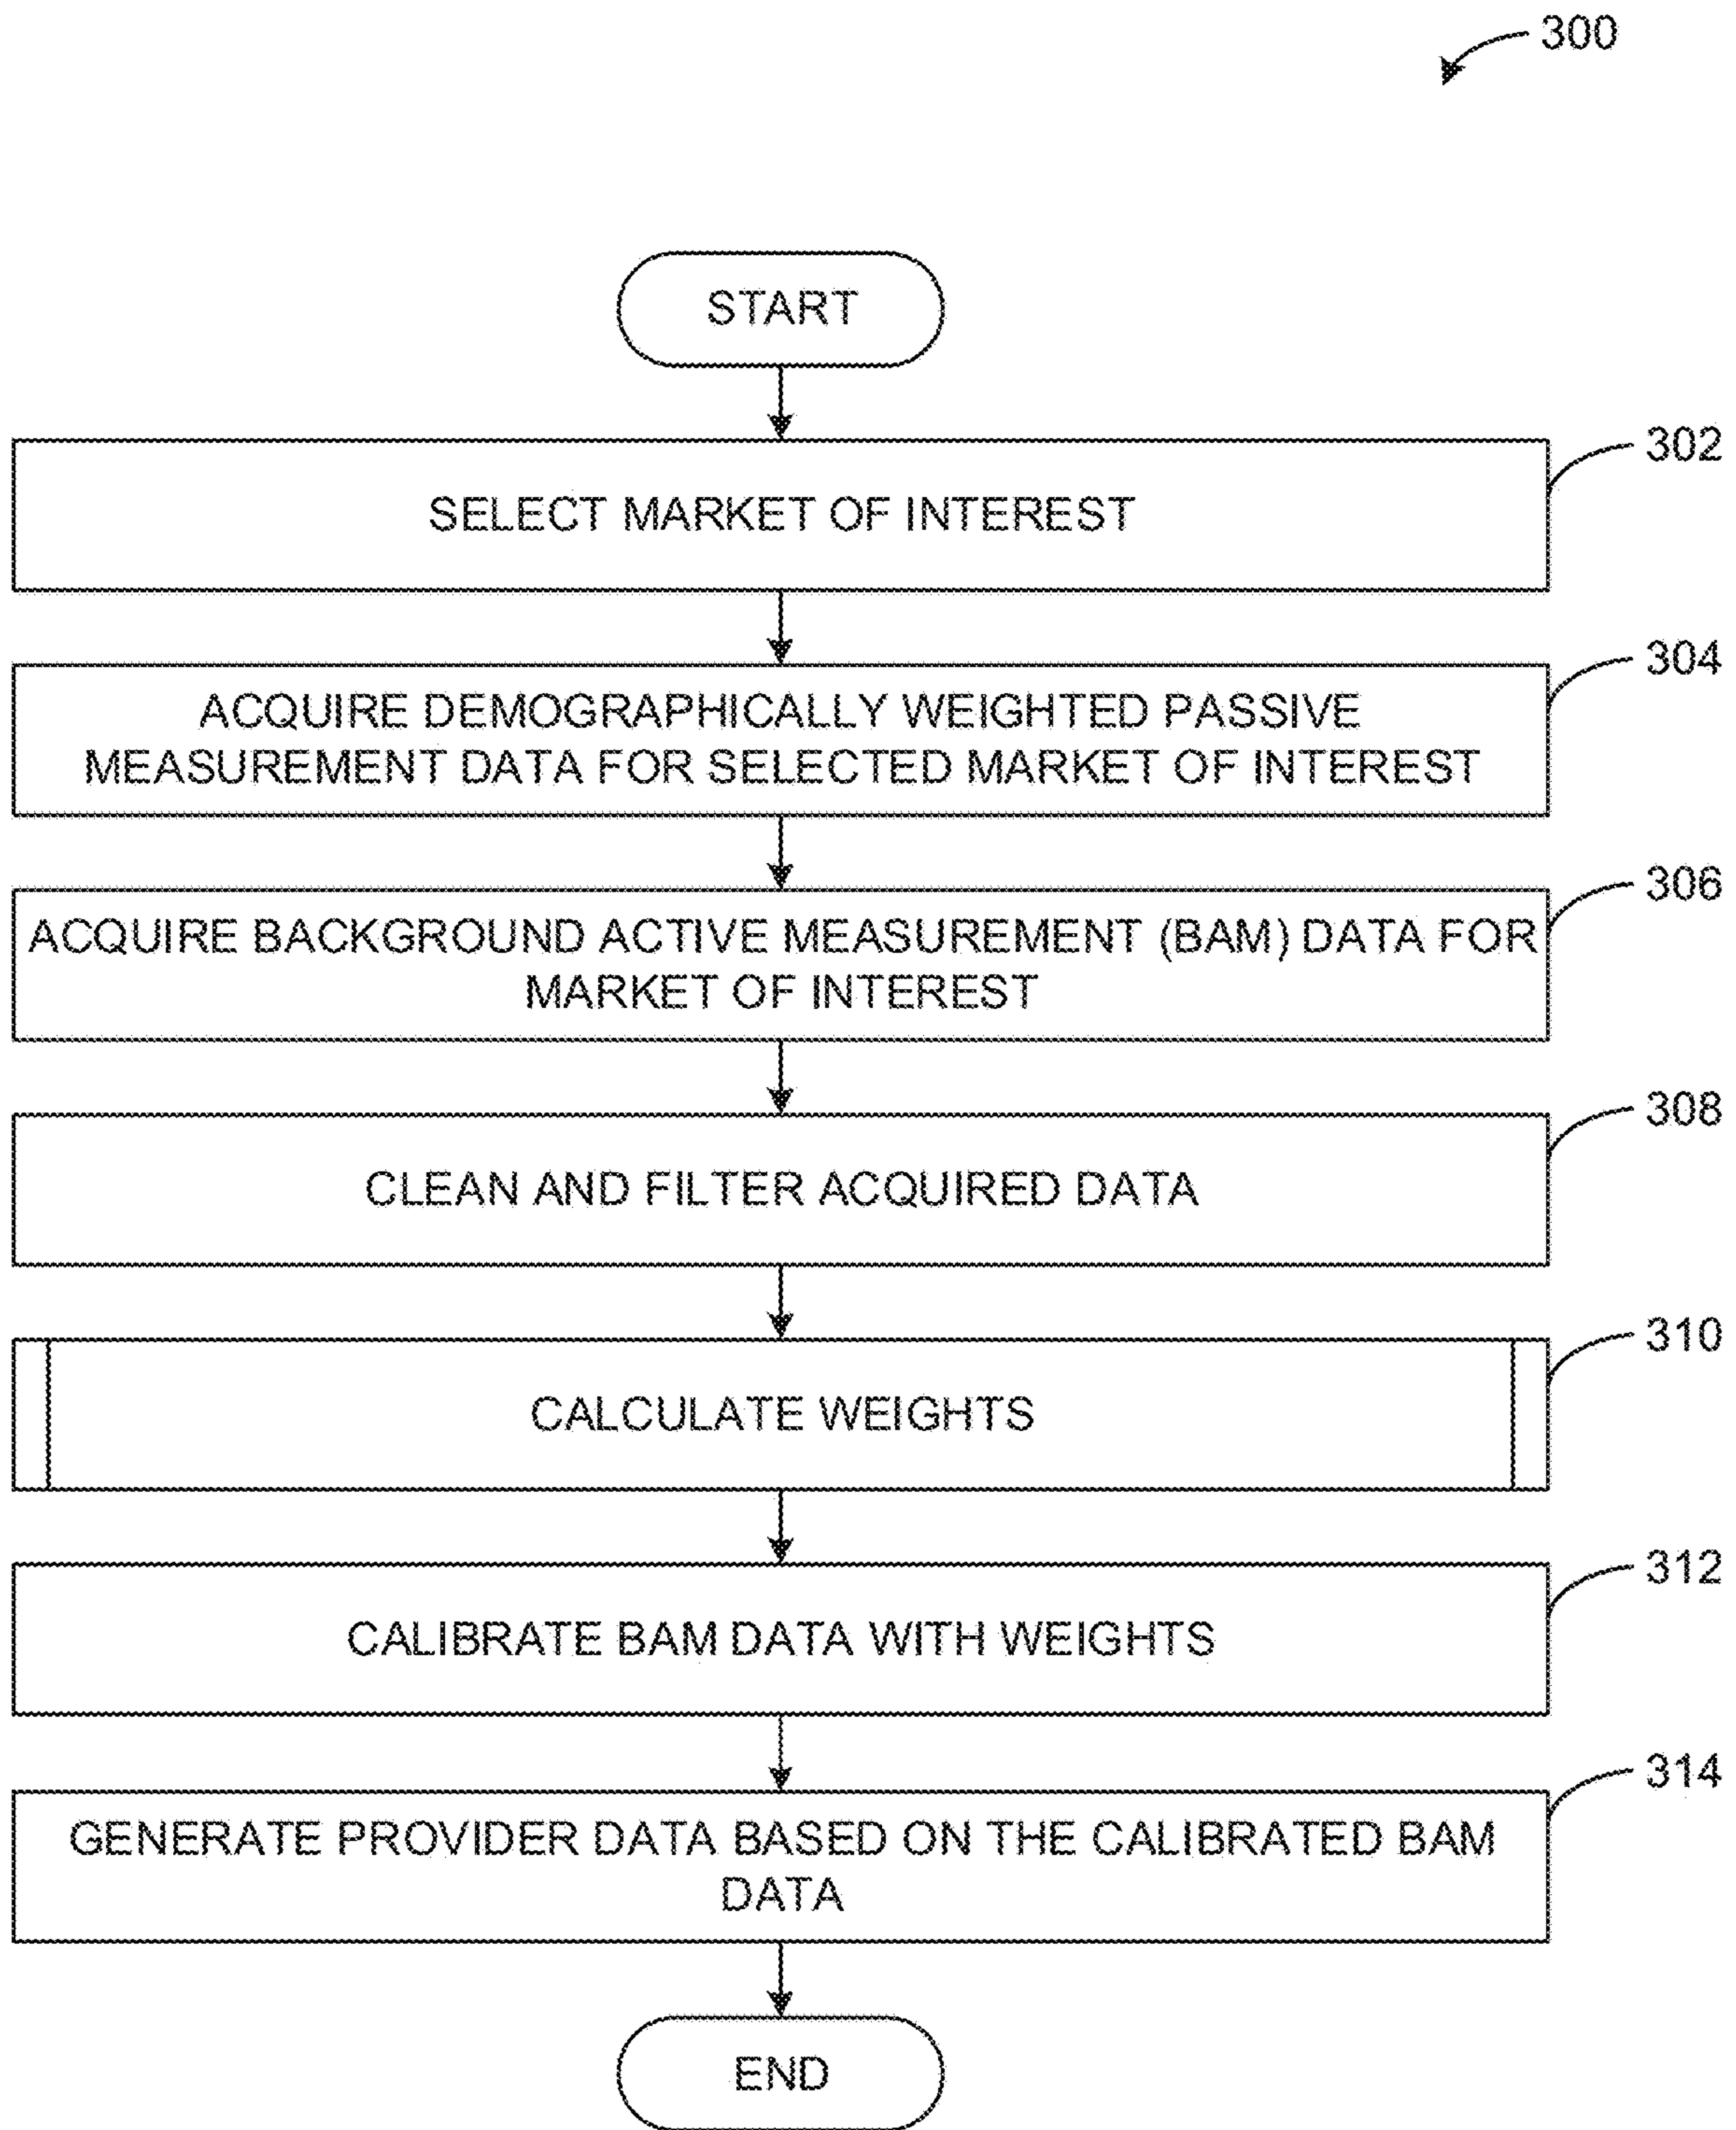 300
START
302
SELECT MARKET OF INTEREST
304
ACQUIRE DEMOGRAPHICALLY WEIGHTED PASSIVE
MEASUREMENT DATA FOR SELECTED MARKET OF INTEREST
306
ACQUIRE BACKGROUND ACTIVE MEASUREMENT (BAM) DATA FOR
MARKET OF INTEREST
308
CLEAN AND FILTER ACQUIRED DATA
310
CALCULATE WEIGHTS
312
CALIBRATE BAM DATA WITH WEIGHTS
314
GENERATE PROVIDER DATA BASED ON THE CALIBRATED BAM
DATA
END